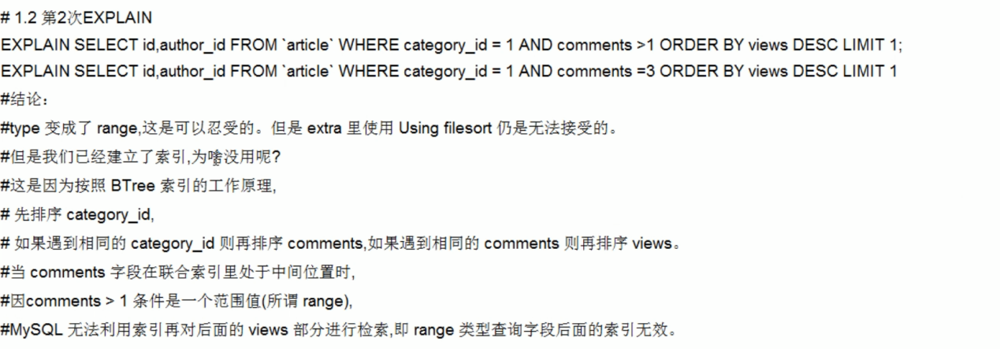 # 1.2 第2次EXPLAIN
EXPLAIN SELECT id,author_id FROM `article` WHERE category_id = 1 AND comments >1 ORDER BY views DESC LIMIT 1;
EXPLAIN SELECT id,author_id FROM `article` WHERE category_id = 1 AND comments =3 ORDER BY views DESC LIMIT 1
#结论：
#type 变成了 range,这是可以忍受的。但是 extra 里使用 Using filesort 仍是无法接受的。
#但是我们已经建立了索引,为啥没用呢?
#这是因为按照 BTree 索引的工作原理,
# 先排序 category_id,
# 如果遇到相同的 category_id 则再排序 comments,如果遇到相同的 comments 则再排序 views。
#当 comments 字段在联合索引里处于中间位置时,
#因comments > 1 条件是一个范围值(所谓 range),
#MySQL 无法利用索引再对后面的 views 部分进行检索,即 range 类型查询字段后面的索引无效。